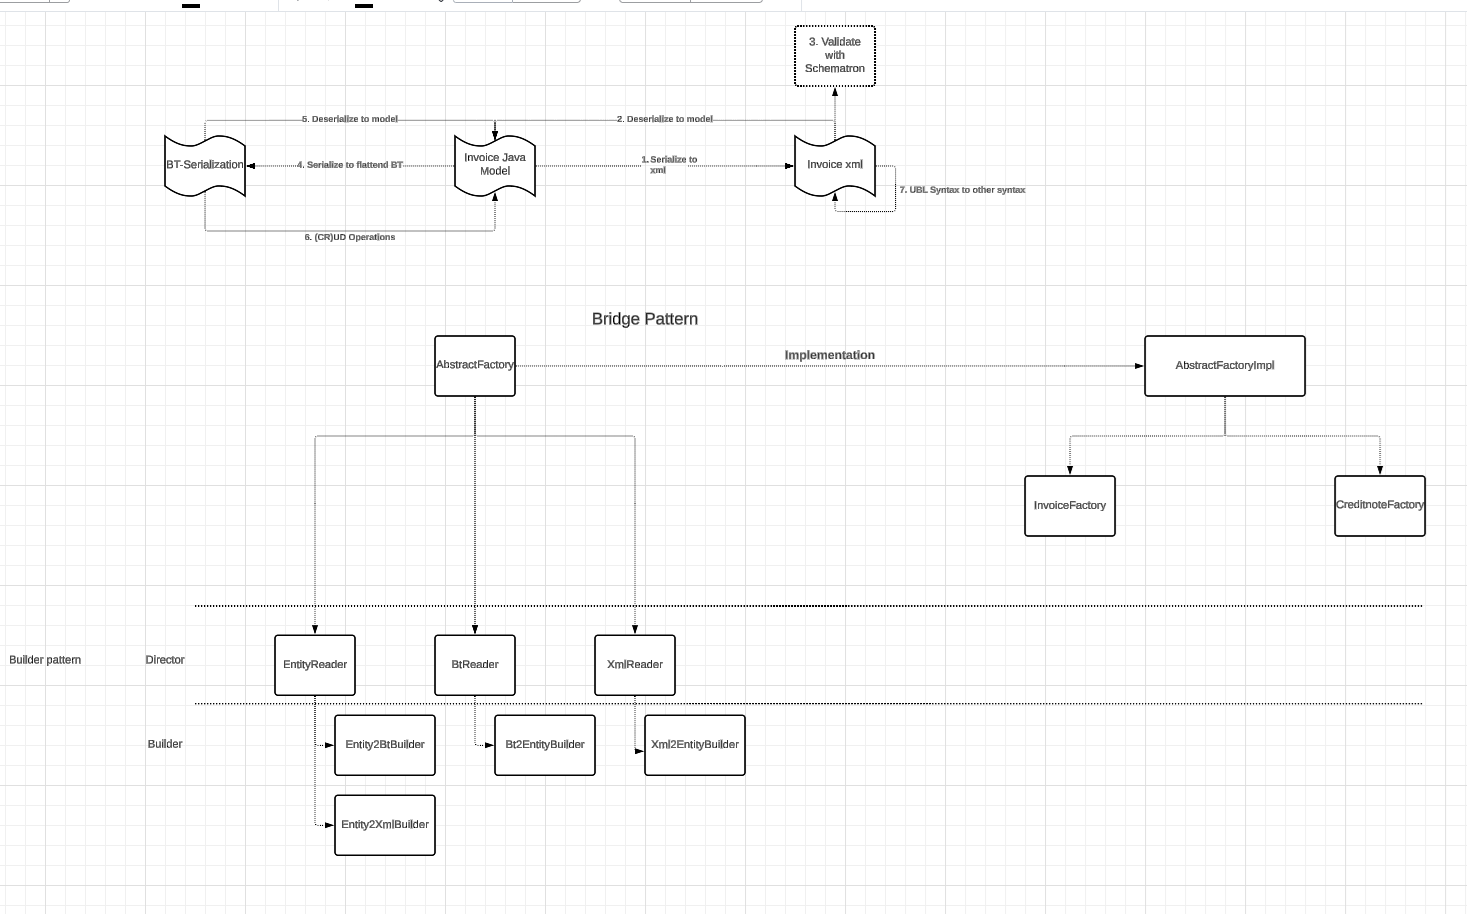 3. Validate
with
Schematron
5. Deserialize to model
2. Deserialize to model
BT-Serialization
4. Serialize to flattend BT
Invoice Java
Model
1. Serialize to
xml
Invoice xml
7. UBL Syntax to other syntax
6. (CR)UD Operations
Bridge Pattern
AbstractFactory
Implementation
AbstractFactoryImpl
InvoiceFactory
CreditnoteFactory
Builder pattern
Director
EntityReader
BtReader
XmlReader
Builder
Entity2BtBuilder
Bt2EntityBuilder
Xml2EntityBuilder
Entity2XmlBuilder